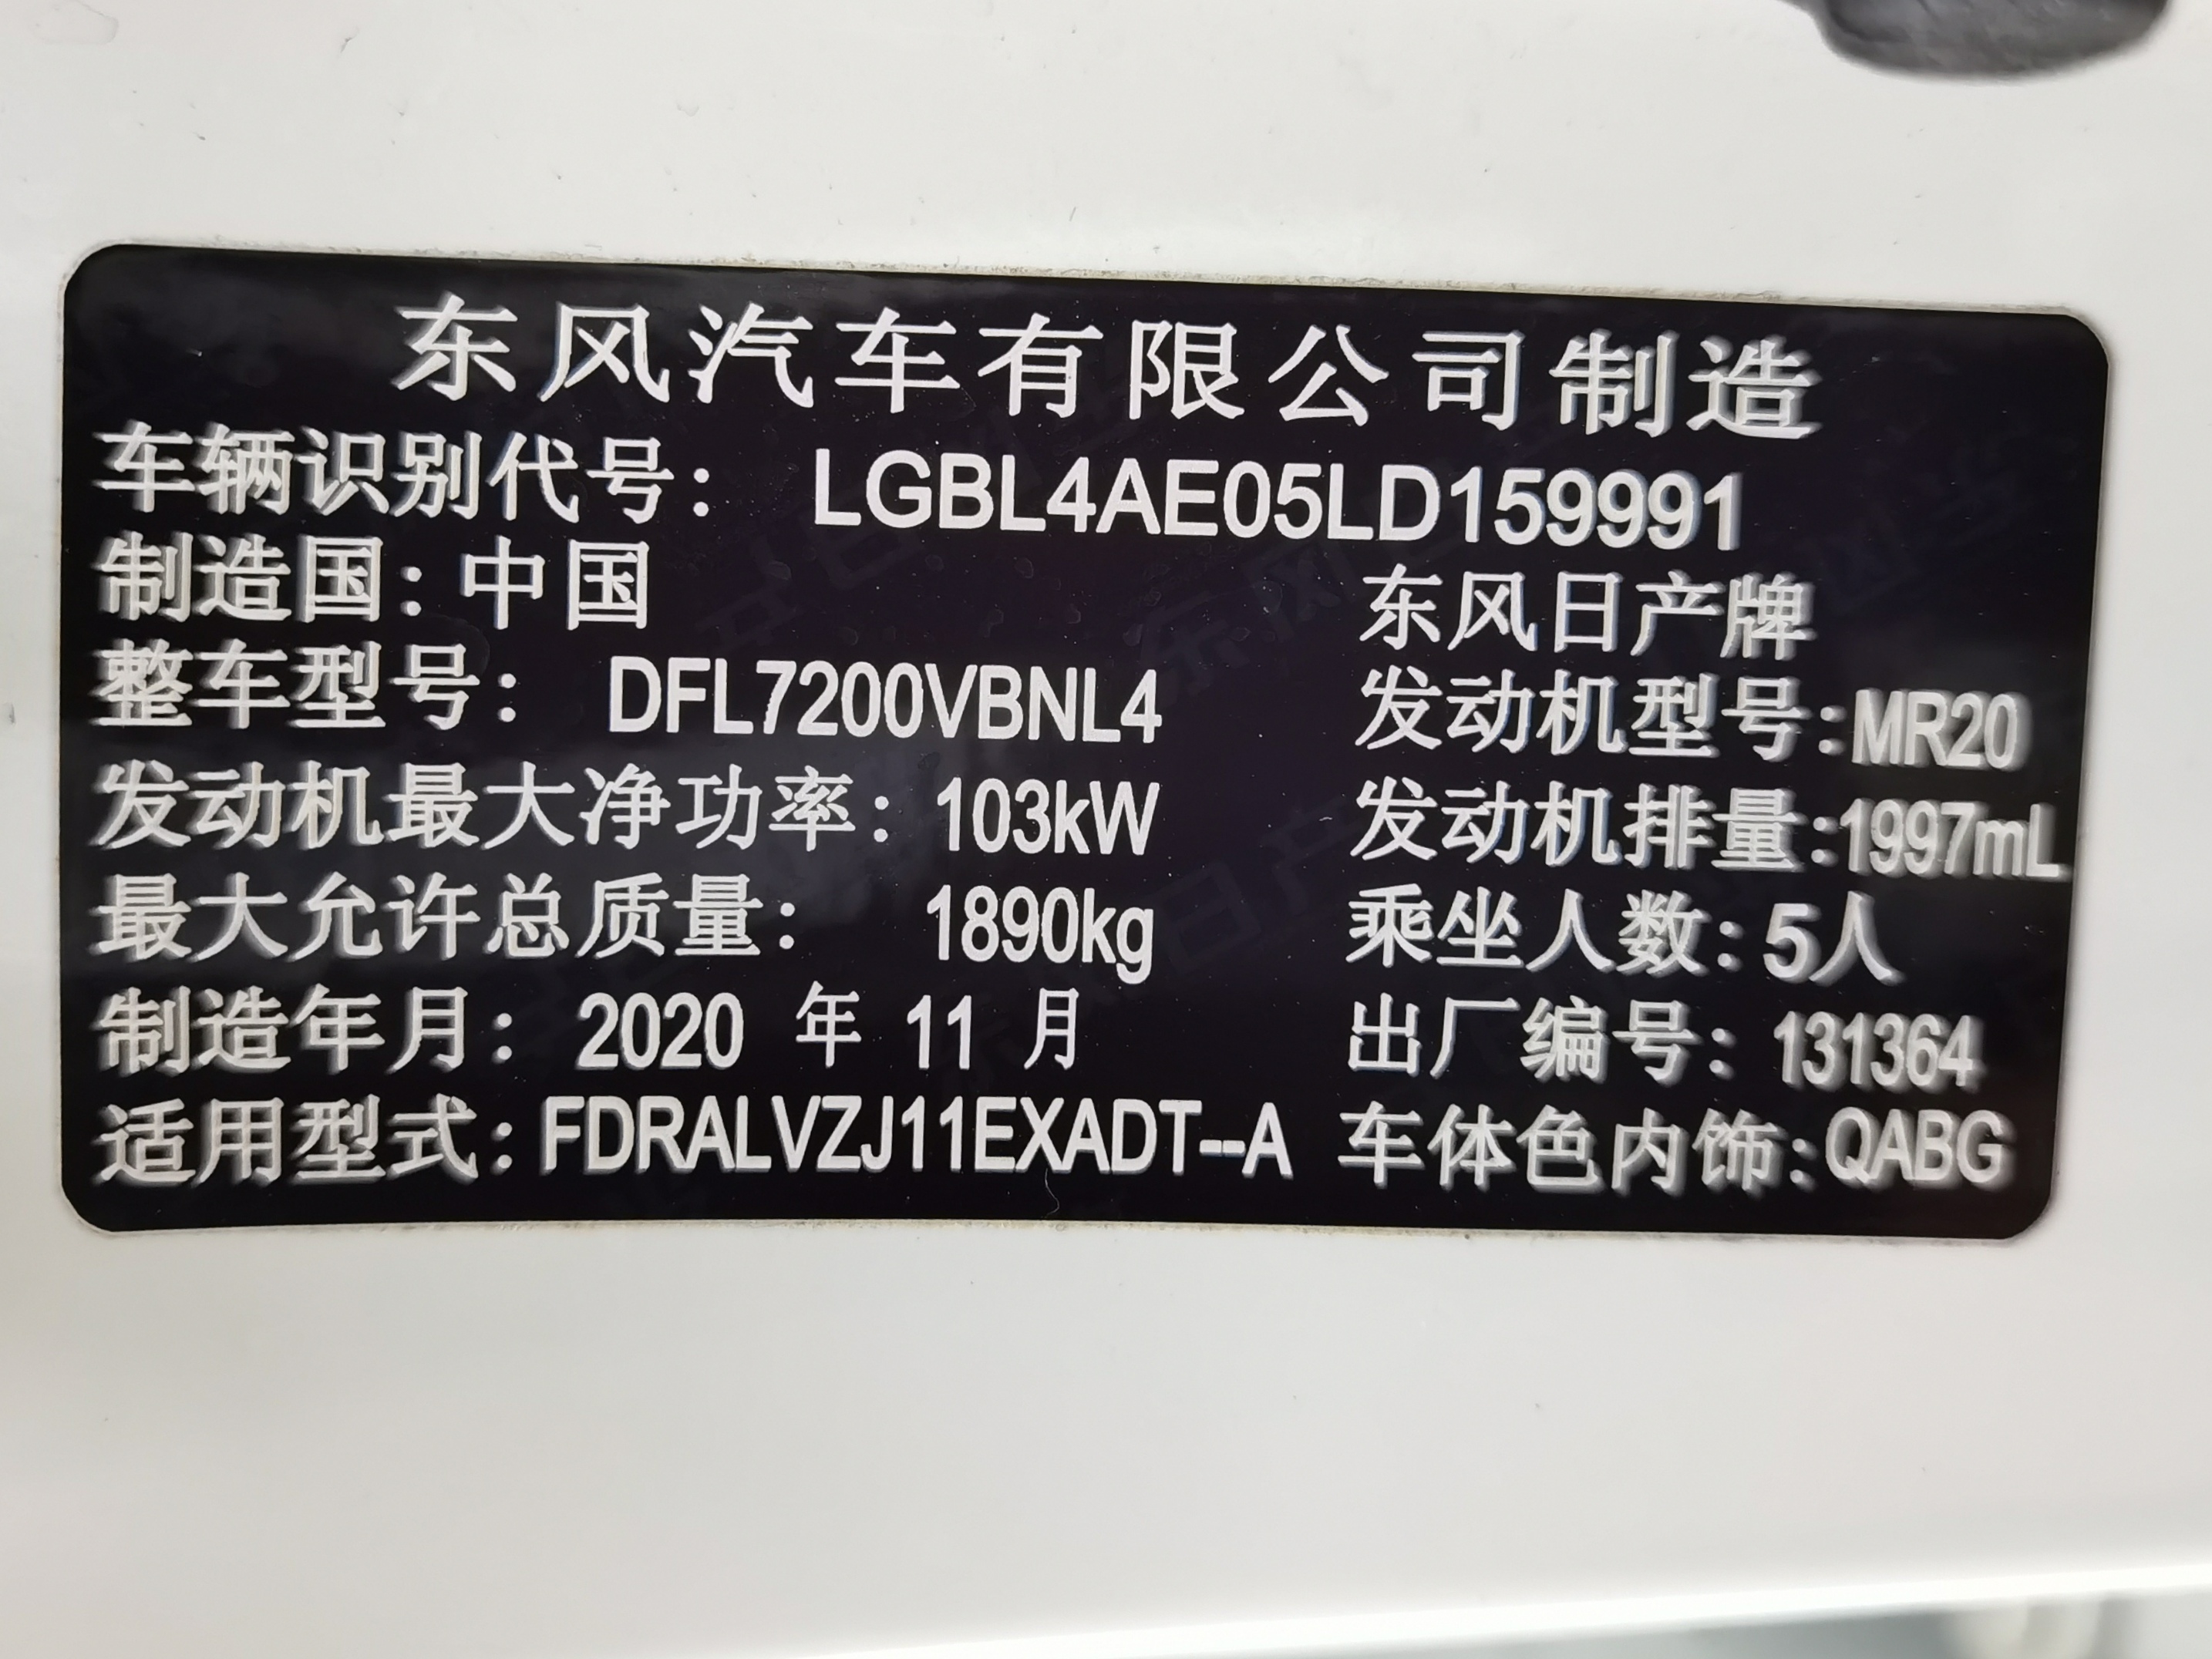 东风汽车有限公司制造
车辆识别代号： LGBL4AE05LD159991
制造国：中国 东风日产牌
整车型号： DFL7200VBNL4 发动机型号：MR20
发动机最大净功率：103kW 发动机排量：1997mL
最大允许总质量： 1890kg 乘坐人数：5人
制造年月： 2020 年 11 月 出厂编号：131364
适用型式：FDRALVZJ11EXADT--A 车体色内饰：QABG